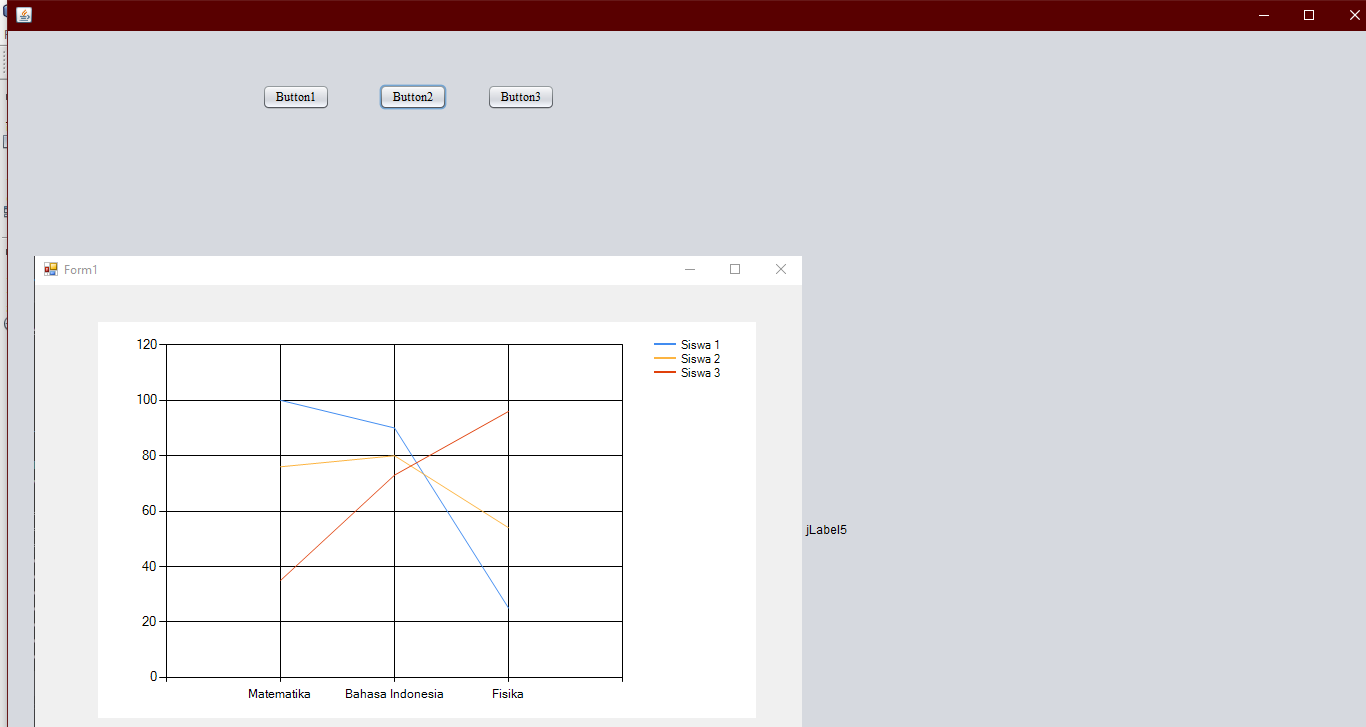 Button1 Button2 Button3
Form1
120
100
80
60
40
20
0
Matematika Bahasa Indonesia Fisika
Siswa 1
Siswa 2
Siswa 3
jLabel5